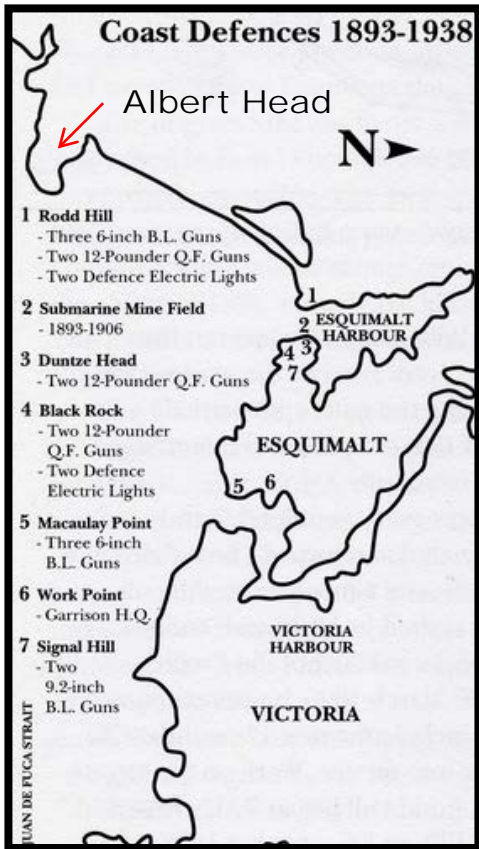 Coast Defences 1893-1938
Albert Head
N
1 Rodd Hill
- Three 6-inch B.L. Guns
- Two 12-Pounder Q.F. Guns
- Two Defence Electric Lights
2 Submarine Mine Field
- 1893-1906
3 Duntze Head
- Two 12-Pounder Q.F. Guns
4 Black Rock
- Two 12-Pounder
Q.F. Guns
- Two Defence
Electric Lights
5 Macaulay Point
- Three 6-inch
B.L. Guns
6 Work Point
- Garrison H.Q.
7 Signal Hill
- Two
9.2-inch
B.L. Guns
JUAN DE FUCA STRAIT
1
2
ESQUIMALT
HARBOUR
3
4
7
ESQUIMALT
5
6
VICTORIA
HARBOUR
VICTORIA